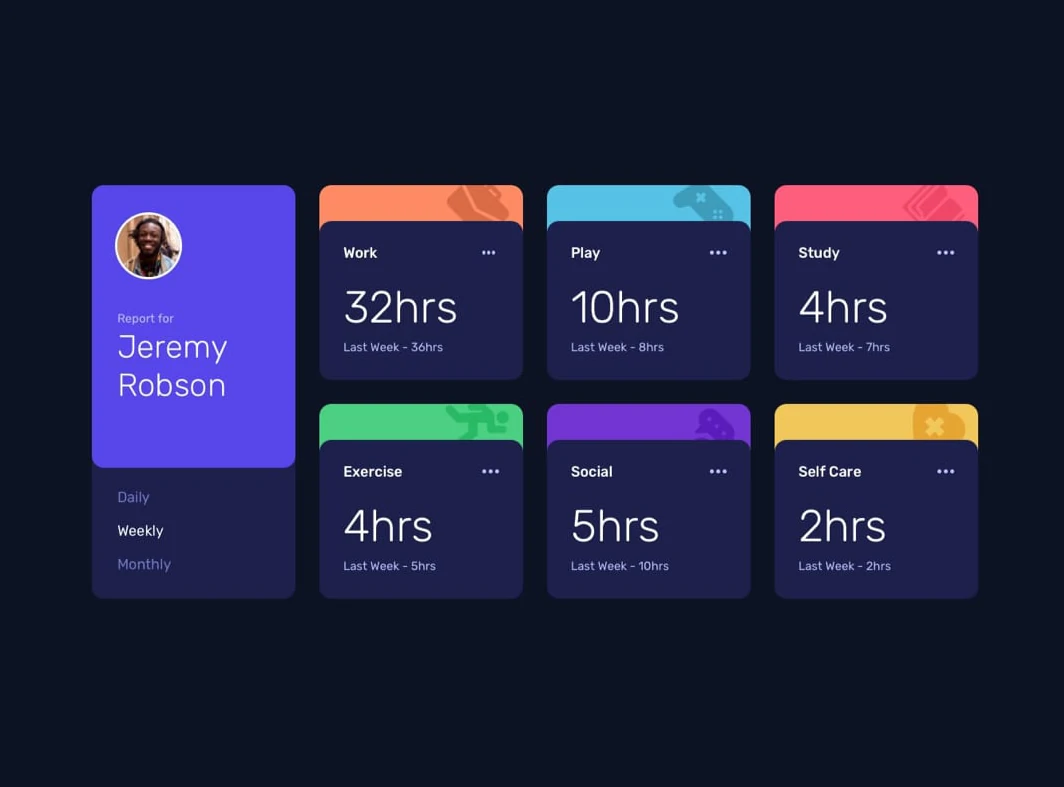 Report for
Jeremy
Robson
Daily
Weekly
Monthly
Work
32hrs
Last Week - 36hrs
Play
10hrs
Last Week - 8hrs
Study
4hrs
Last Week - 7hrs
Exercise
4hrs
Last Week - 5hrs
Social
5hrs
Last Week - 10hrs
Self Care
2hrs
Last Week - 2hrs